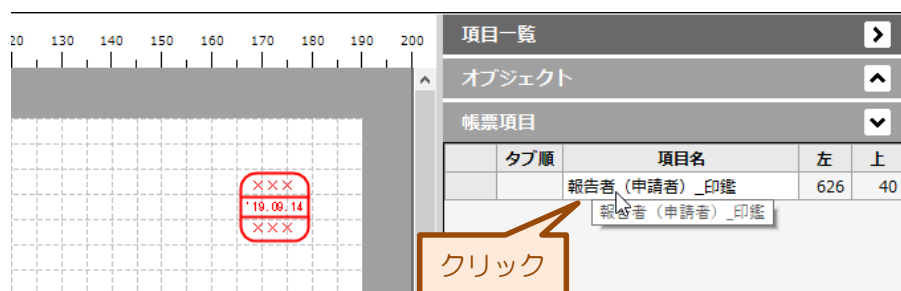 20 130 140 150 160 170 180 190 200
項目一覧
オブジェクト
帳票項目
タブ順 項目名 左 上
報告者（申請者）_印鑑 626 40
報告者（申請者）_印鑑
×××
'19.09.14
×××
クリック